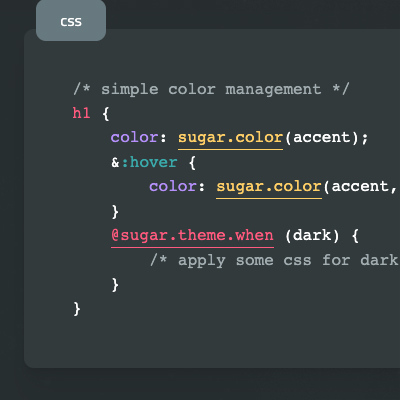 css
/* simple color management */
h1 {
color: sugar.color(accent);
&:hover {
color: sugar.color(accent,
}
@sugar.theme.when (dark) {
/* apply some css for dark
}
}